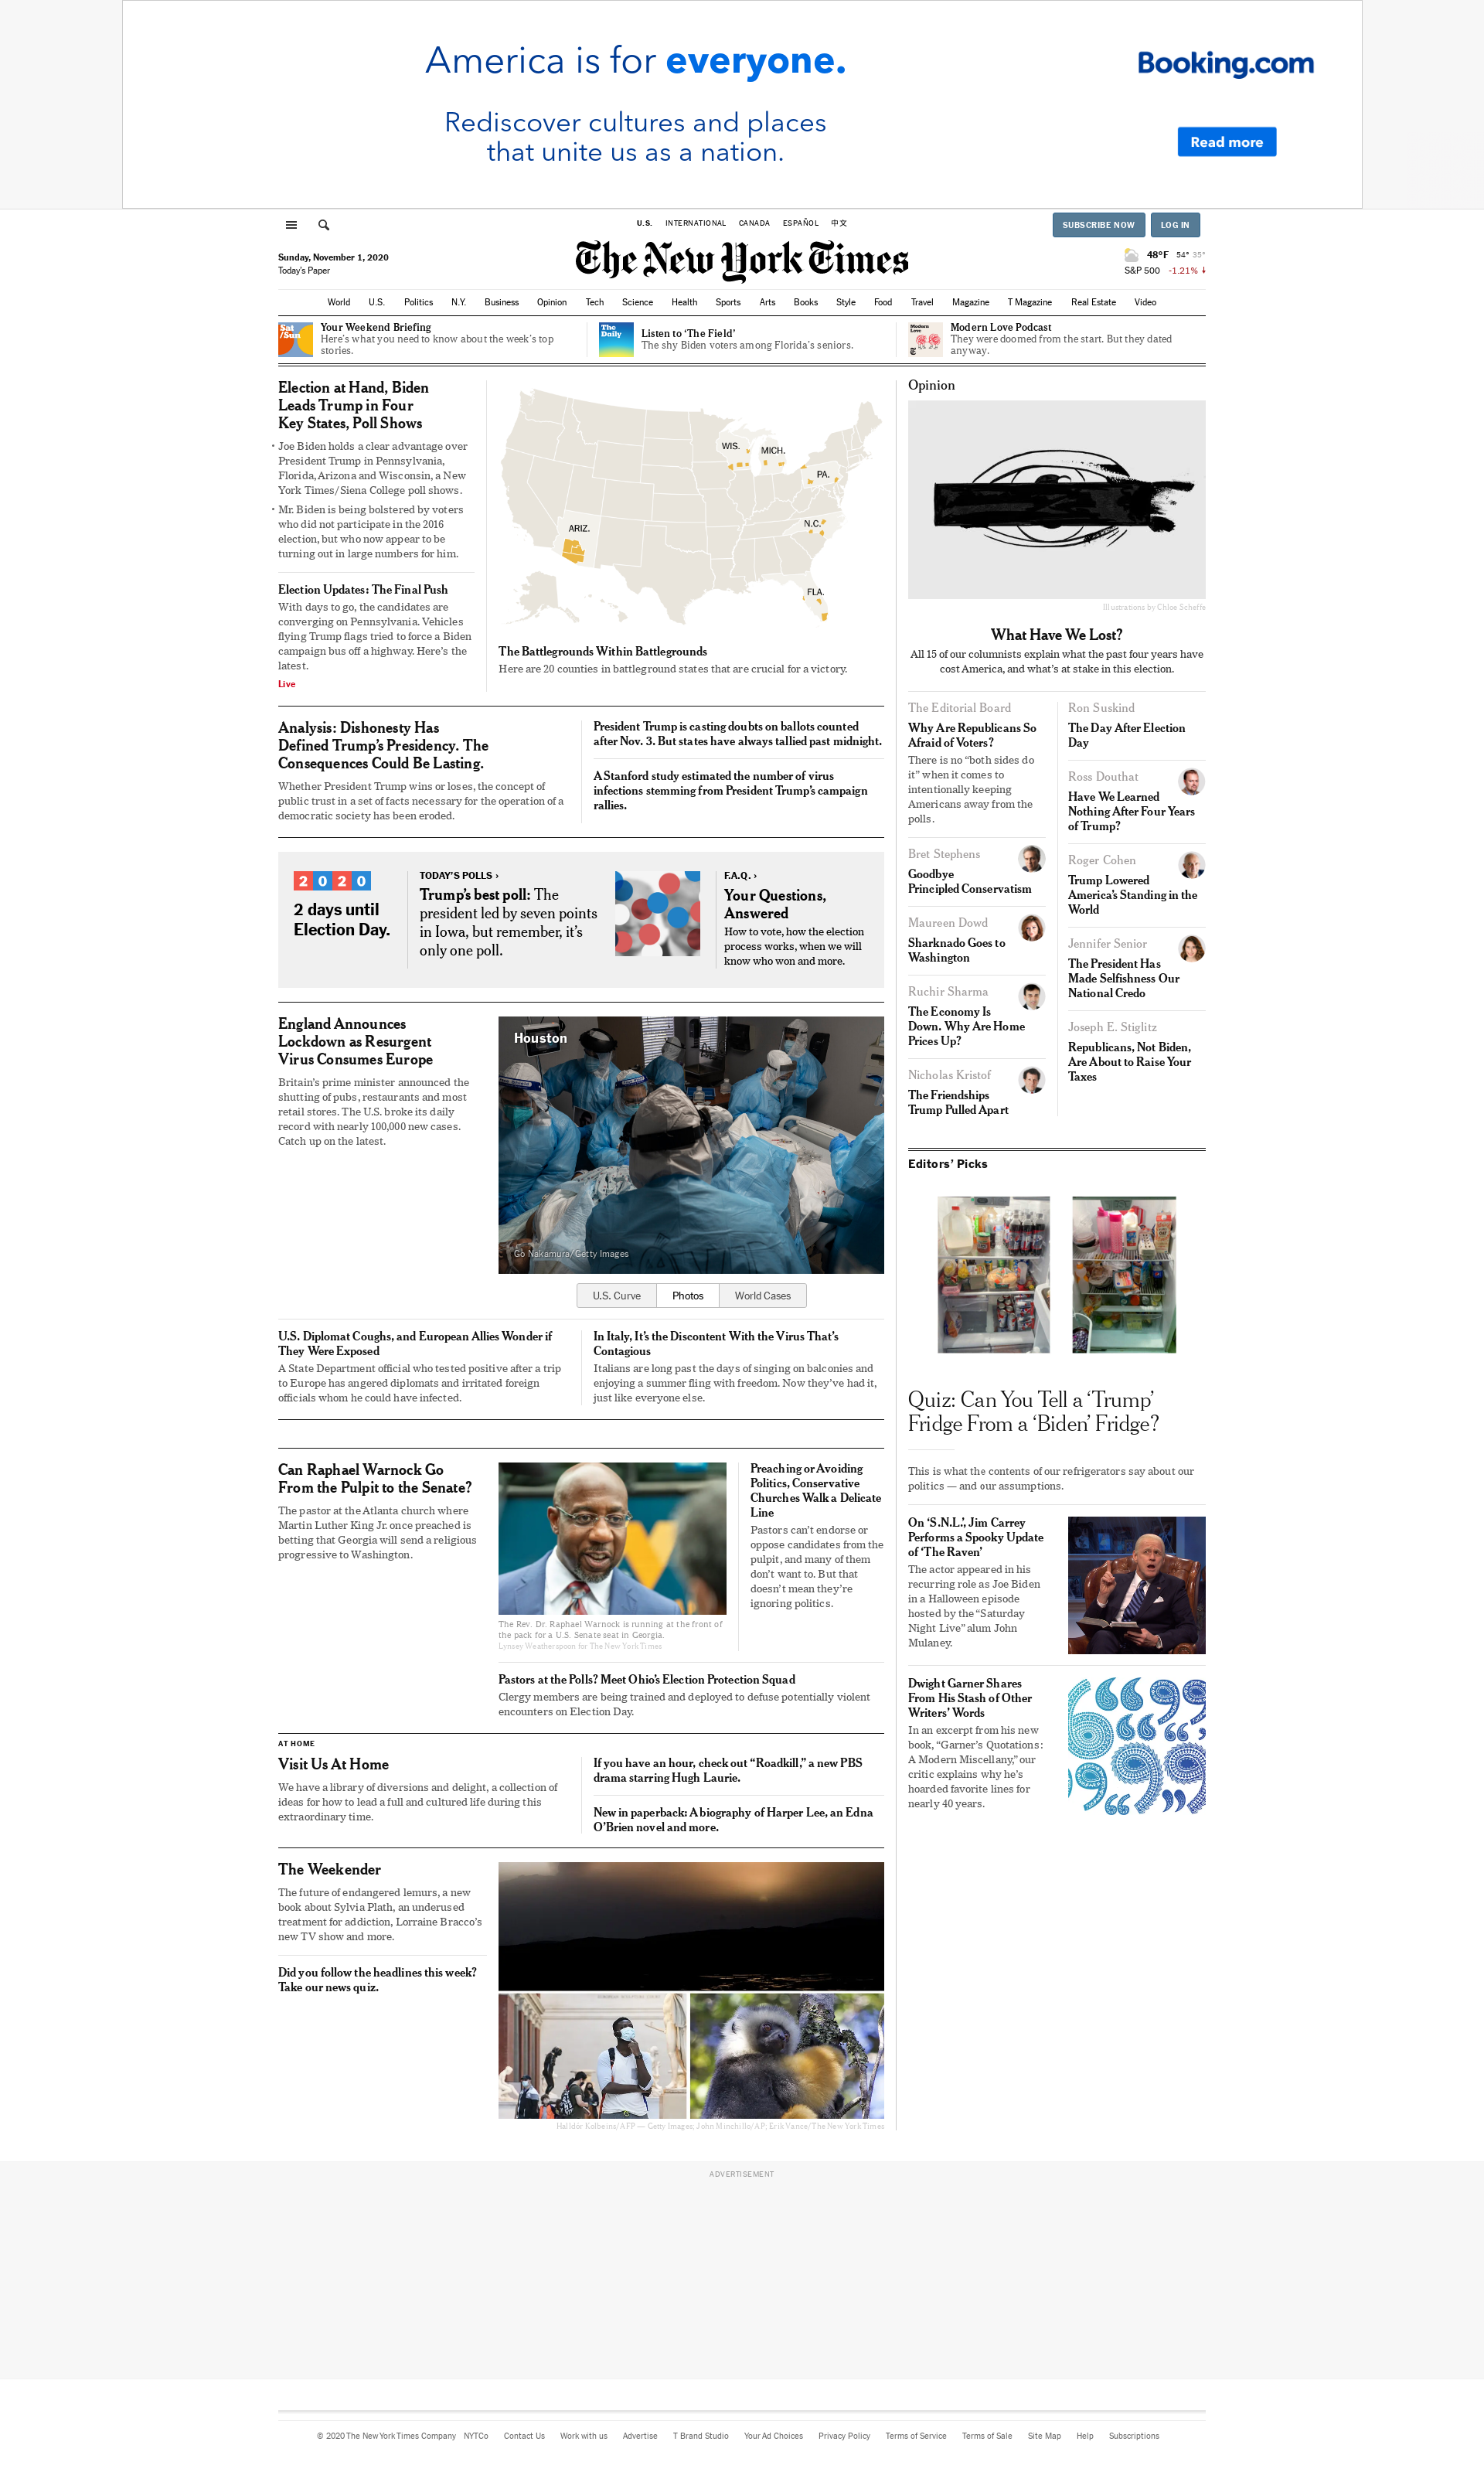 America is for everyone.
Rediscover cultures and places
that unite us as a nation.
Booking.com
Read more
U.S.
INTERNATIONAL
CANADA
ESPAÑOL
中文
SUBSCRIBE NOW
LOG IN
Sunday, November 1, 2020
Today's Paper
The New York Times
48°F 54° 35°
S&P 500 -1.21% ↓
World
U.S.
Politics
N.Y.
Business
Opinion
Tech
Science
Health
Sports
Arts
Books
Style
Food
Travel
Magazine
T Magazine
Real Estate
Video
Sat
/Sun
Your Weekend Briefing
Here's what you need to know about the week's top
stories.
The
Daily
Listen to 'The Field'
The shy Biden voters among Florida's seniors.
Modern
Love
Modern Love Podcast
They were doomed from the start. But they dated
anyway.
Election at Hand, Biden
Leads Trump in Four
Key States, Poll Shows
• Joe Biden holds a clear advantage over
President Trump in Pennsylvania,
Florida, Arizona and Wisconsin, a New
York Times/Siena College poll shows.
• Mr. Biden is being bolstered by voters
who did not participate in the 2016
election, but who now appear to be
turning out in large numbers for him.
Election Updates: The Final Push
With days to go, the candidates are
converging on Pennsylvania. Vehicles
flying Trump flags tried to force a Biden
campaign bus off a highway. Here's the
latest.
Live
WIS.
MICH.
PA.
N.C.
ARIZ.
FLA.
The Battlegrounds Within Battlegrounds
Here are 20 counties in battleground states that are crucial for a victory.
Analysis: Dishonesty Has
Defined Trump's Presidency. The
Consequences Could Be Lasting.
Whether President Trump wins or loses, the concept of
public trust in a set of facts necessary for the operation of a
democratic society has been eroded.
President Trump is casting doubts on ballots counted
after Nov. 3. But states have always tallied past midnight.
A Stanford study estimated the number of virus
infections stemming from President Trump's campaign
rallies.
2020
2 days until
Election Day.
TODAY'S POLLS ›
Trump's best poll: The
president led by seven points
in Iowa, but remember, it's
only one poll.
F.A.Q. ›
Your Questions,
Answered
How to vote, how the election
process works, when we will
know who won and more.
England Announces
Lockdown as Resurgent
Virus Consumes Europe
Britain's prime minister announced the
shutting of pubs, restaurants and most
retail stores. The U.S. broke its daily
record with nearly 100,000 new cases.
Catch up on the latest.
Houston
Go Nakamura/Getty Images
U.S. Curve
Photos
World Cases
U.S. Diplomat Coughs, and European Allies Wonder if
They Were Exposed
A State Department official who tested positive after a trip
to Europe has angered diplomats and irritated foreign
officials whom he could have infected.
In Italy, It's the Discontent With the Virus That's
Contagious
Italians are long past the days of singing on balconies and
enjoying a summer fling with freedom. Now they've had it,
just like everyone else.
Can Raphael Warnock Go
From the Pulpit to the Senate?
The pastor at the Atlanta church where
Martin Luther King Jr. once preached is
betting that Georgia will send a religious
progressive to Washington.
The Rev. Dr. Raphael Warnock is running at the front of
the pack for a U.S. Senate seat in Georgia.
Lynsey Weatherspoon for The New York Times
Preaching or Avoiding
Politics, Conservative
Churches Walk a Delicate
Line
Pastors can't endorse or
oppose candidates from the
pulpit, and many of them
don't want to. But that
doesn't mean they're
ignoring politics.
Pastors at the Polls? Meet Ohio's Election Protection Squad
Clergy members are being trained and deployed to defuse potentially violent
encounters on Election Day.
AT HOME
Visit Us At Home
We have a library of diversions and delight, a collection of
ideas for how to lead a full and cultured life during this
extraordinary time.
If you have an hour, check out “Roadkill,” a new PBS
drama starring Hugh Laurie.
New in paperback: A biography of Harper Lee, an Edna
O'Brien novel and more.
The Weekender
The future of endangered lemurs, a new
book about Sylvia Plath, an underused
treatment for addiction, Lorraine Bracco's
new TV show and more.
Did you follow the headlines this week?
Take our news quiz.
Halldór Kolbeins/AFP — Getty Images; John Minchillo/AP; Erik Vance/The New York Times
Opinion
Illustrations by Chloe Scheffe
What Have We Lost?
All 15 of our columnists explain what the past four years have
cost America, and what's at stake in this election.
The Editorial Board
Why Are Republicans So
Afraid of Voters?
There is no “both sides do
it” when it comes to
intentionally keeping
Americans away from the
polls.
Bret Stephens
Goodbye
Principled Conservatism
Maureen Dowd
Sharknado Goes to
Washington
Ruchir Sharma
The Economy Is
Down. Why Are Home
Prices Up?
Nicholas Kristof
The Friendships
Trump Pulled Apart
Ron Suskind
The Day After Election
Day
Ross Douthat
Have We Learned
Nothing After Four Years
of Trump?
Roger Cohen
Trump Lowered
America's Standing in the
World
Jennifer Senior
The President Has
Made Selfishness Our
National Credo
Joseph E. Stiglitz
Republicans, Not Biden,
Are About to Raise Your
Taxes
Editors' Picks
Quiz: Can You Tell a ‘Trump’
Fridge From a ‘Biden’ Fridge?
This is what the contents of our refrigerators say about our
politics — and our assumptions.
On ‘S.N.L.’, Jim Carrey
Performs a Spooky Update
of ‘The Raven’
The actor appeared in his
recurring role as Joe Biden
in a Halloween episode
hosted by the “Saturday
Night Live” alum John
Mulaney.
Dwight Garner Shares
From His Stash of Other
Writers' Words
In an excerpt from his new
book, “Garner's Quotations:
A Modern Miscellany,” our
critic explains why he's
hoarded favorite lines for
nearly 40 years.
ADVERTISEMENT
© 2020 The New York Times Company
NYTCo
Contact Us
Work with us
Advertise
T Brand Studio
Your Ad Choices
Privacy Policy
Terms of Service
Terms of Sale
Site Map
Help
Subscriptions